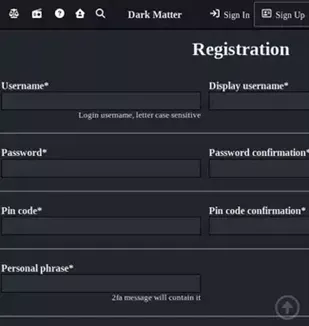 Dark Matter Sign In Sign Up
Registration
Username* Display username*
Login username, letter case sensitive
Password* Password confirmation*
Pin code* Pin code confirmation*
Personal phrase*
2fa message will contain it